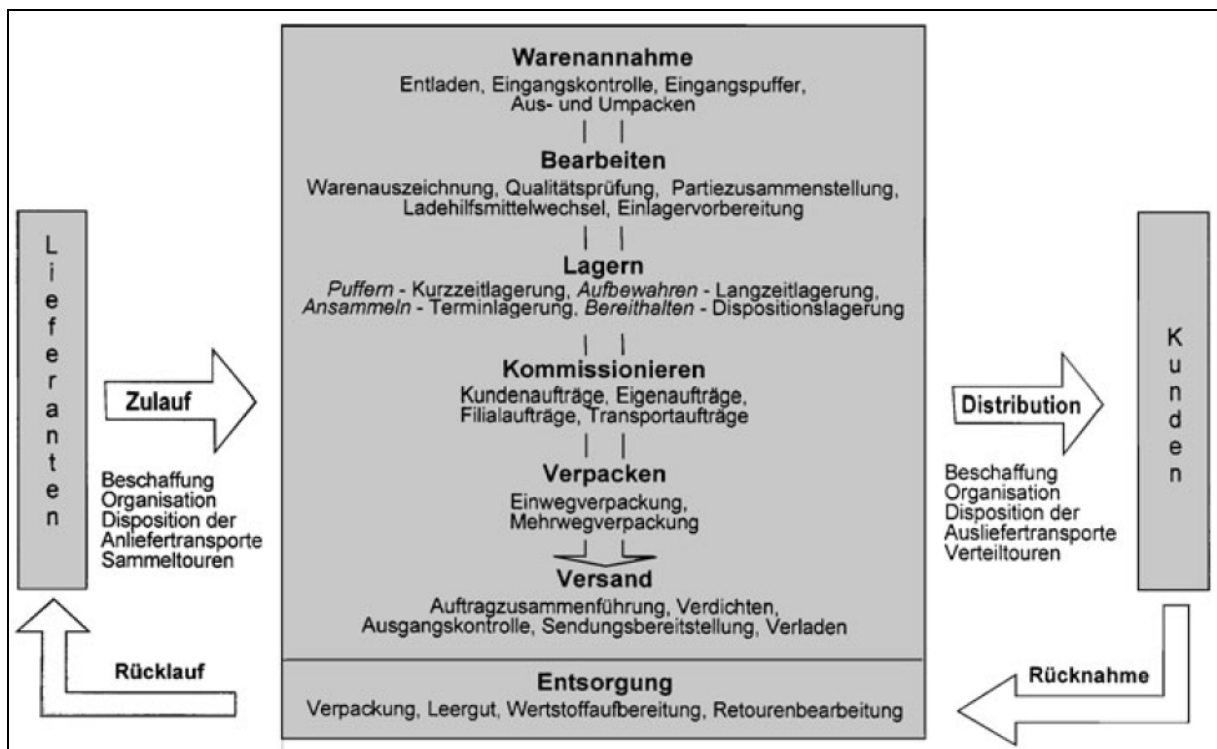 Warenannahme
Entladen, Eingangskontrolle, Eingangspuffer,
Aus- und Umpacken
Bearbeiten
Warenauszeichnung, Qualitätsprüfung, Partiezusammenstellung,
Ladehilfsmittelwechsel, Einlagervorbereitung
Lagern
Puffern - Kurzzeitlagerung, Aufbewahren - Langzeitlagerung,
Ansammeln - Terminlagerung, Bereithalten - Dispositionslagerung
Kommissionieren
Kundenaufträge, Eigenaufträge,
Filialaufträge, Transportaufträge
Verpacken
Einwegverpackung,
Mehrwegverpackung
Versand
Auftragzusammenführung, Verdichten,
Ausgangskontrolle, Sendungsbereitstellung, Verladen
Entsorgung
Verpackung, Leergut, Wertstoffaufbereitung, Retourenbearbeitung
Lieferanten
Zulauf
Beschaffung
Organisation
Disposition der
Anliefertransporte
Sammeltouren
Rücklauf
Distribution
Beschaffung
Organisation
Disposition der
Ausliefertransporte
Verteiltouren
Kunden
Rücknahme